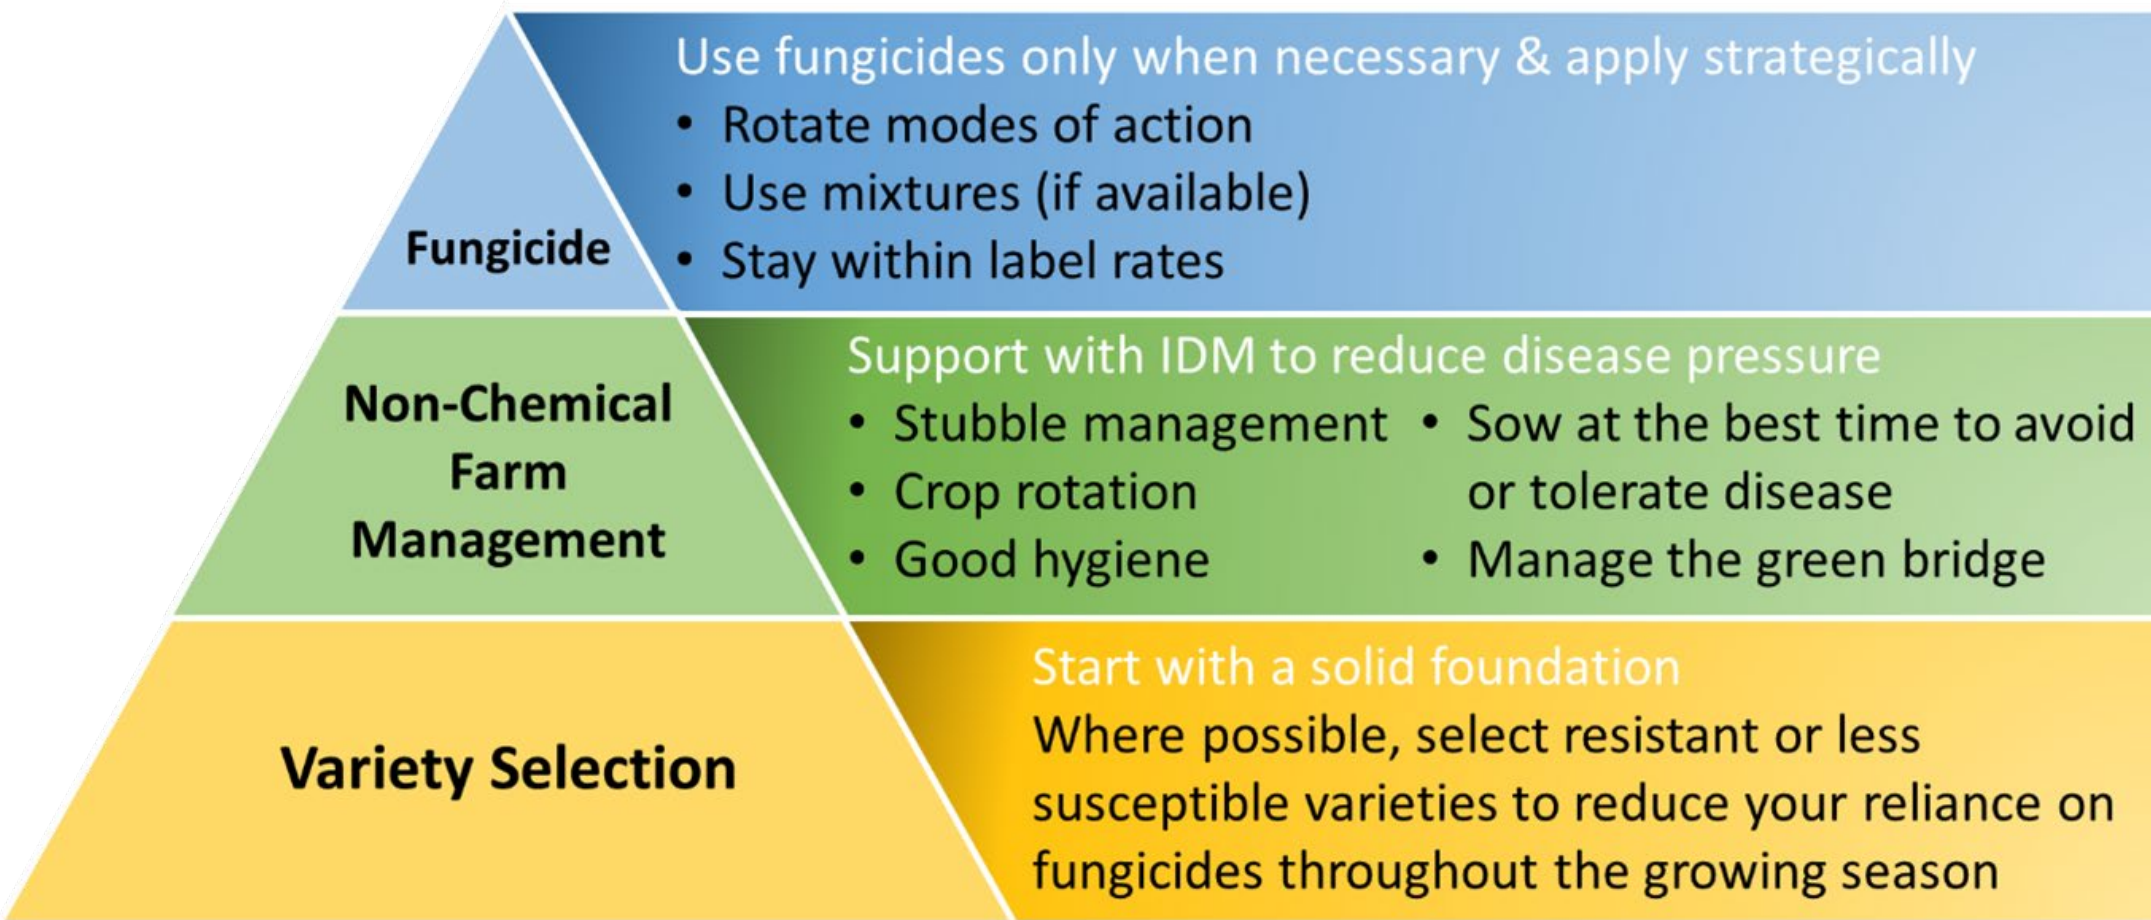 Use fungicides only when necessary & apply strategically
• Rotate modes of action
• Use mixtures (if available)
• Stay within label rates
Fungicide
Support with IDM to reduce disease pressure
• Stubble management
• Crop rotation
• Good hygiene
• Sow at the best time to avoid
or tolerate disease
• Manage the green bridge
Non-Chemical
Farm
Management
Start with a solid foundation
Where possible, select resistant or less
susceptible varieties to reduce your reliance on
fungicides throughout the growing season
Variety Selection